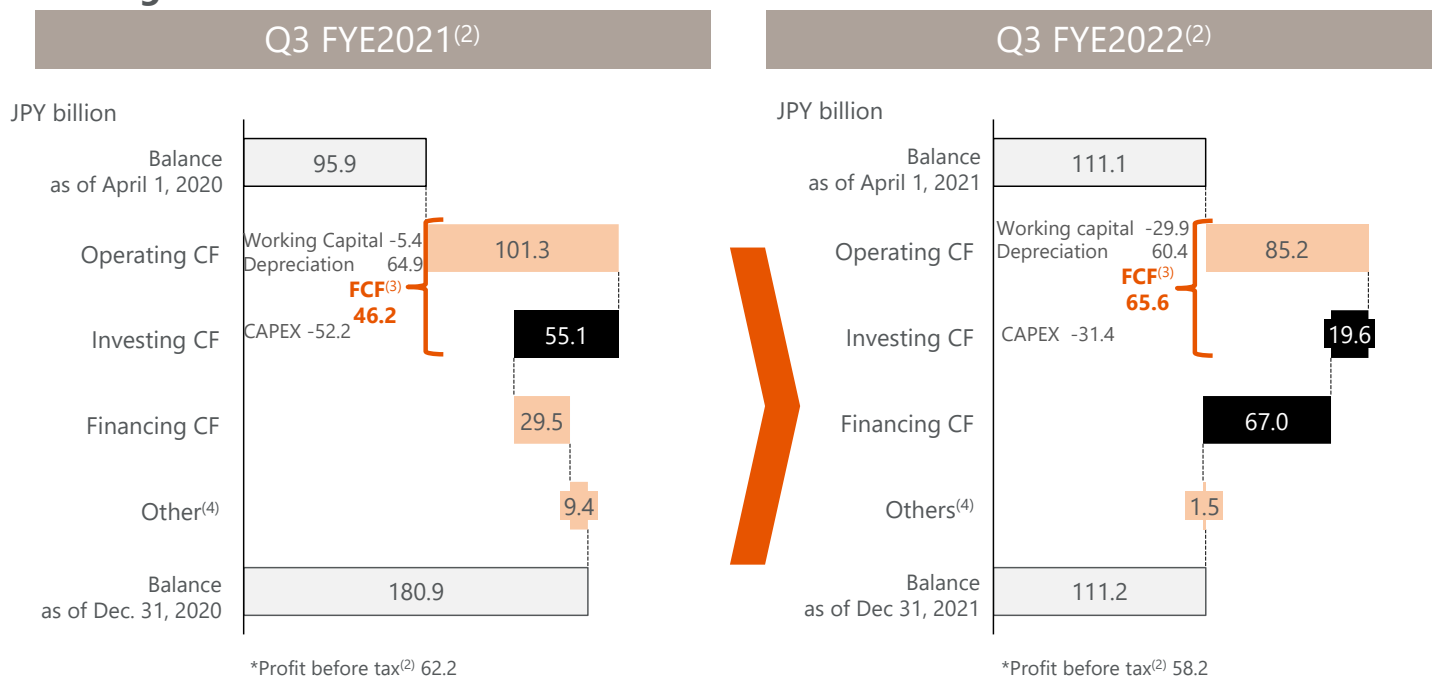 Q3 FYE2021(2)
JPY billion
Balance
as of April 1, 2020
95.9
Operating CF
Working Capital -5.4
Depreciation 64.9
101.3
FCF(3)
46.2
Investing CF
CAPEX -52.2
55.1
Financing CF
29.5
Other(4)
9.4
Balance
as of Dec. 31, 2020
180.9
*Profit before tax(2) 62.2
Q3 FYE2022(2)
JPY billion
Balance
as of April 1, 2021
111.1
Operating CF
Working capital -29.9
Depreciation 60.4
85.2
FCF(3)
65.6
Investing CF
CAPEX -31.4
19.6
Financing CF
67.0
Others(4)
1.5
Balance
as of Dec 31, 2021
111.2
*Profit before tax(2) 58.2